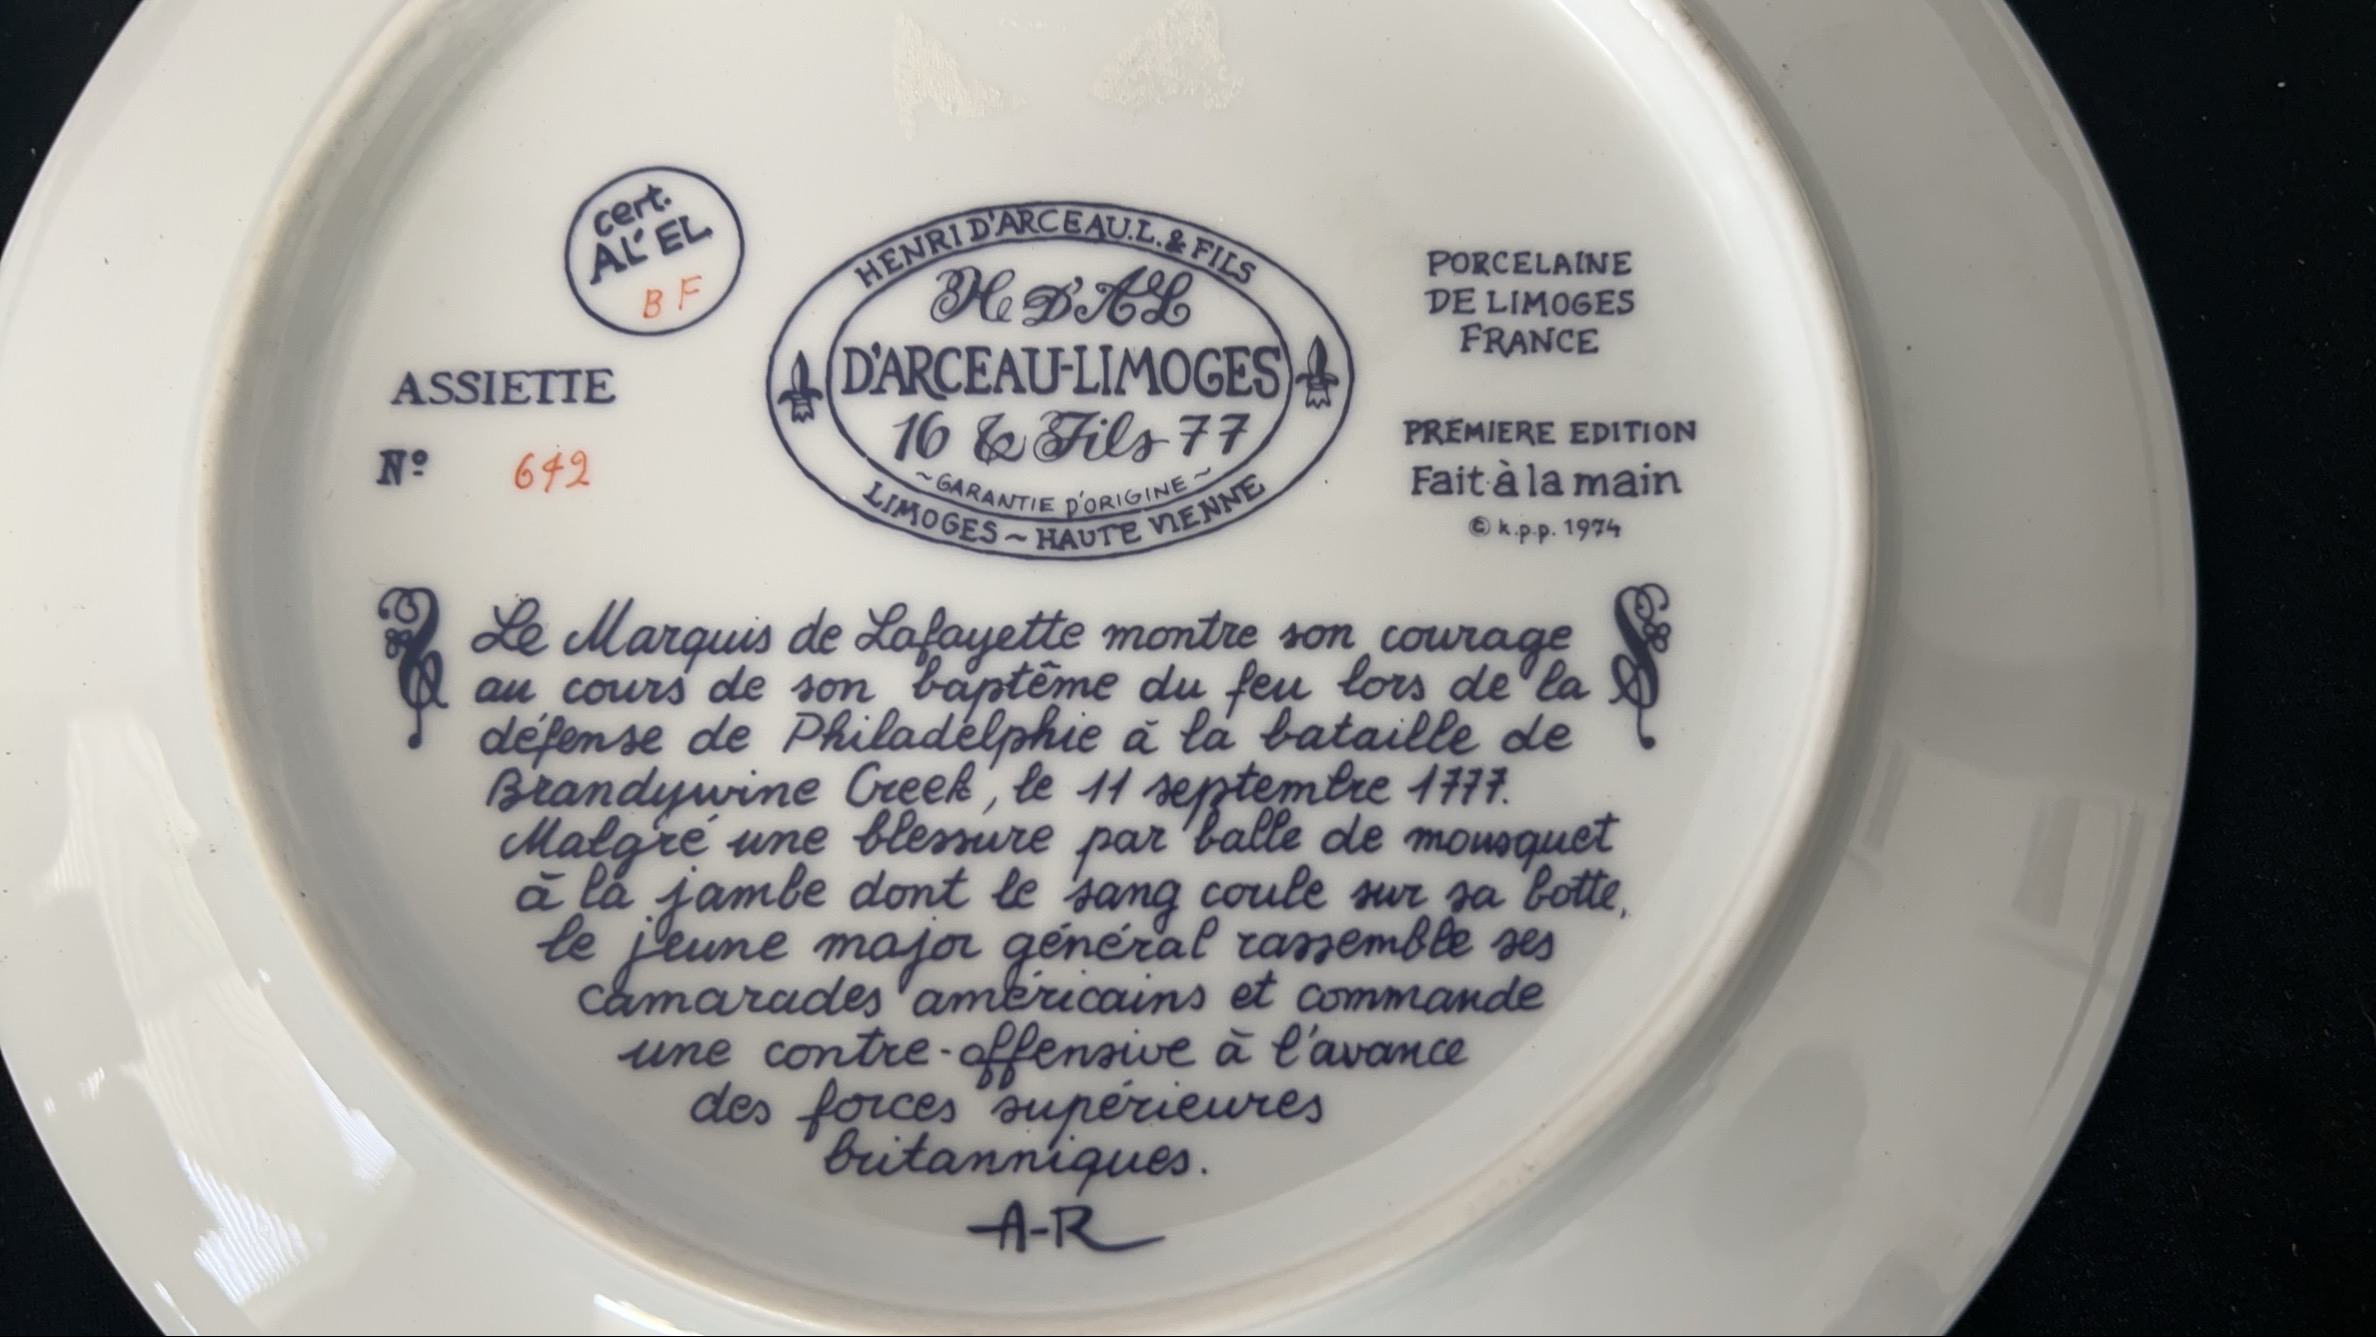 cert.
AL'EL
B F
ASSIETTE
Nº 642
HENRI D'ARCEAU.L. & FILS
H D'AL
D'ARCEAU-LIMOGES
16 & Fils 77
~GARANTIE D'ORIGINE~
LIMOGES ~ HAUTE VIENNE
PORCELAINE
DE LIMOGES
FRANCE
PREMIERE EDITION
Fait à la main
© k.p.p. 1974
Le Marquis de Lafayette montre son courage
au cours de son baptême du feu lors de la
défense de Philadelphie à la bataille de
Brandywine Creek, le 11 septembre 1777.
Malgré une blessure par balle de mousquet
à la jambe dont le sang coule sur sa botte,
le jeune major général rassemble ses
camarades américains et commande
une contre-offensive à l'avance
des forces supérieures
britanniques.
A-R